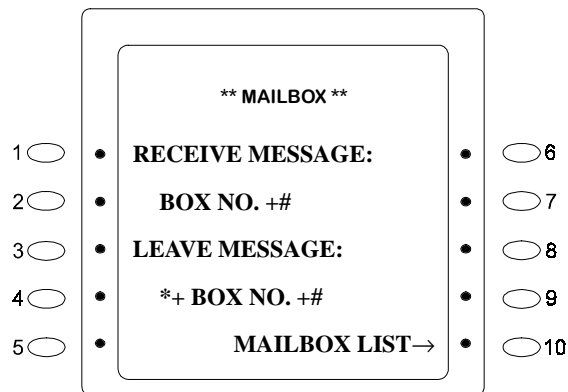 ** MAILBOX **
1 RECEIVE MESSAGE: 6
2 BOX NO. +# 7
3 LEAVE MESSAGE: 8
4 *+ BOX NO. +# 9
5 MAILBOX LIST→ 10